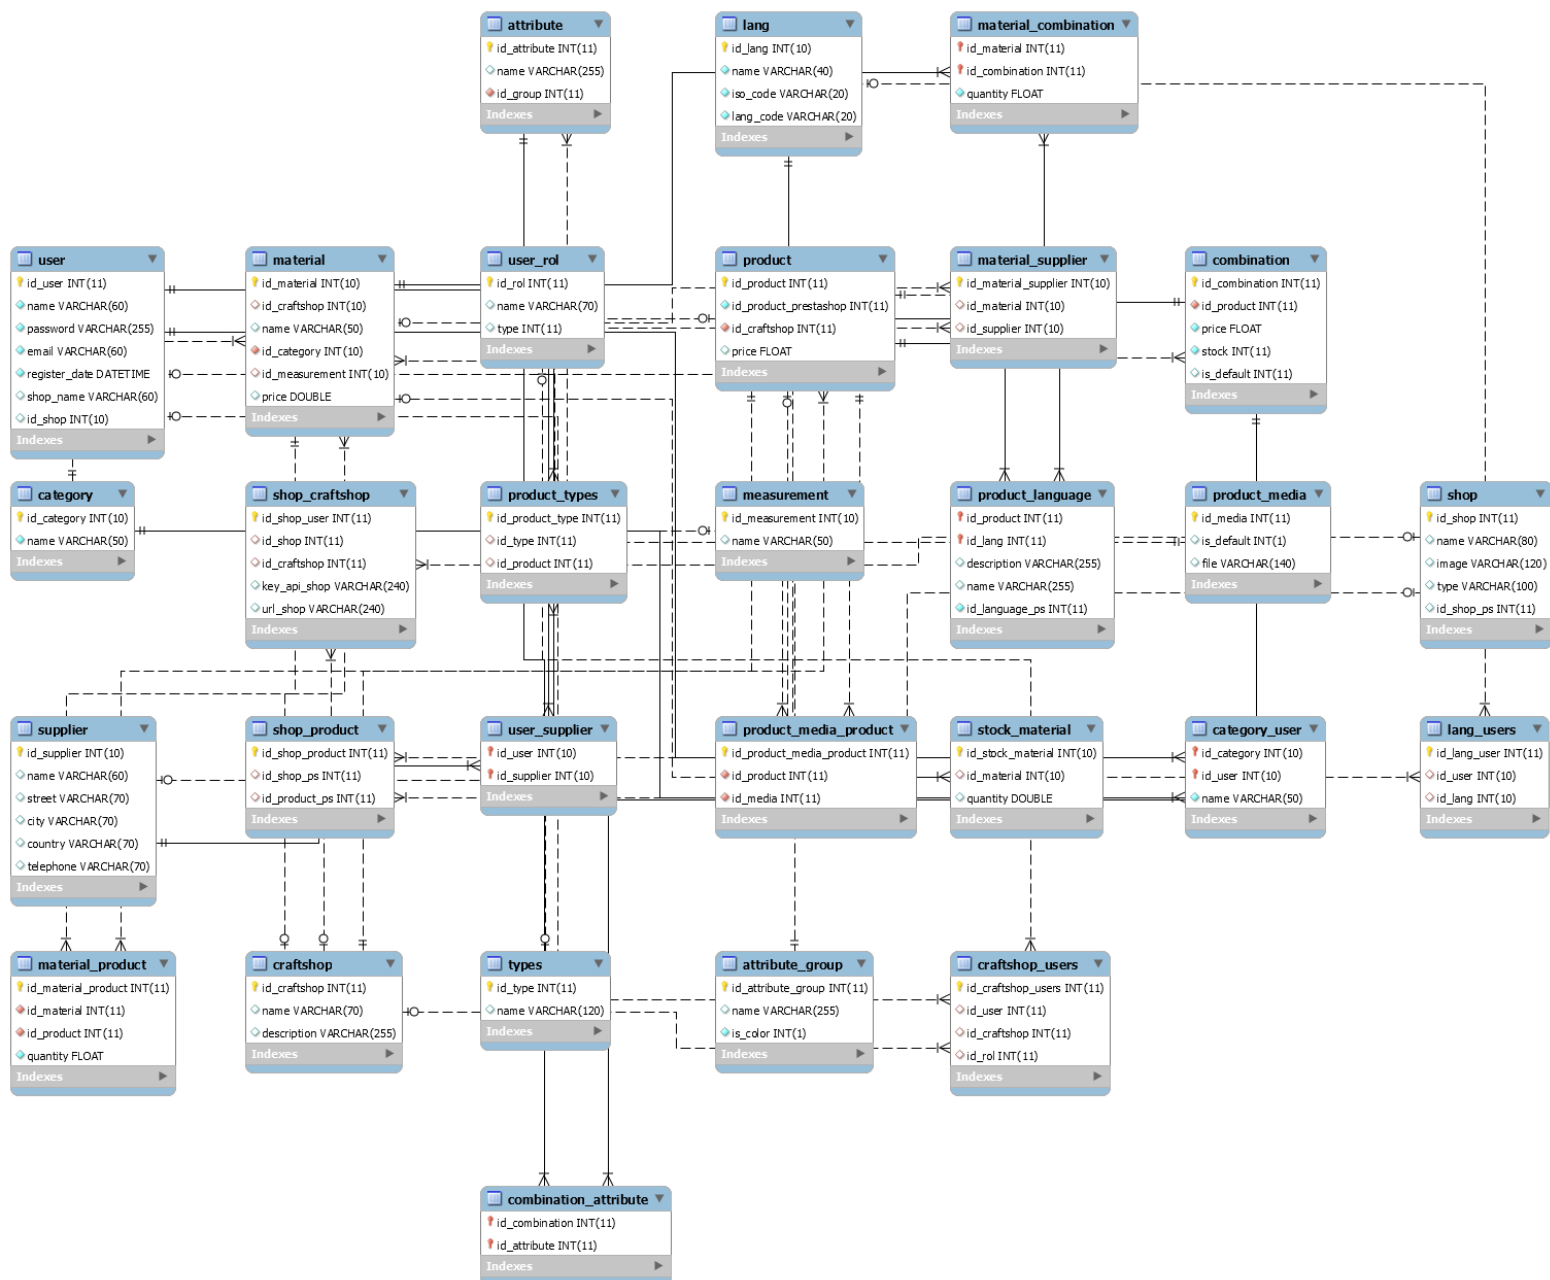 attribute
id_attribute INT(11)
name VARCHAR(255)
id_group INT(11)
Indexes
lang
id_lang INT(10)
name VARCHAR(40)
iso_code VARCHAR(20)
lang_code VARCHAR(20)
Indexes
material_combination
id_material INT(11)
id_combination INT(11)
quantity FLOAT
Indexes
user
id_user INT(11)
name VARCHAR(60)
password VARCHAR(255)
email VARCHAR(60)
register_date DATETIME
shop_name VARCHAR(60)
id_shop INT(10)
Indexes
material
id_material INT(10)
id_craftshop INT(10)
name VARCHAR(50)
id_category INT(10)
id_measurement INT(10)
price DOUBLE
Indexes
user_rol
id_rol INT(11)
name VARCHAR(70)
type INT(11)
Indexes
product
id_product INT(11)
id_product_prestashop INT(11)
id_craftshop INT(11)
price FLOAT
Indexes
material_supplier
id_material_supplier INT(10)
id_material INT(10)
id_supplier INT(10)
Indexes
combination
id_combination INT(11)
id_product INT(11)
price FLOAT
stock INT(11)
is_default INT(11)
Indexes
category
id_category INT(10)
name VARCHAR(50)
Indexes
shop_craftshop
id_shop_user INT(11)
id_shop INT(11)
id_craftshop INT(11)
key_api_shop VARCHAR(240)
url_shop VARCHAR(240)
Indexes
product_types
id_product_type INT(11)
id_type INT(11)
id_product INT(11)
Indexes
measurement
id_measurement INT(10)
name VARCHAR(50)
Indexes
product_language
id_product INT(11)
id_lang INT(11)
description VARCHAR(255)
name VARCHAR(255)
id_language_ps INT(11)
Indexes
product_media
id_media INT(11)
is_default INT(1)
file VARCHAR(140)
Indexes
shop
id_shop INT(11)
name VARCHAR(80)
image VARCHAR(120)
type VARCHAR(100)
id_shop_ps INT(11)
Indexes
supplier
id_supplier INT(10)
name VARCHAR(60)
street VARCHAR(70)
city VARCHAR(70)
country VARCHAR(70)
telephone VARCHAR(70)
Indexes
shop_product
id_shop_product INT(11)
id_shop_ps INT(11)
id_product_ps INT(11)
Indexes
user_supplier
id_user INT(10)
id_supplier INT(10)
Indexes
product_media_product
id_product_media_product INT(11)
id_product INT(11)
id_media INT(11)
Indexes
stock_material
id_stock_material INT(10)
id_material INT(10)
quantity DOUBLE
Indexes
category_user
id_category INT(10)
id_user INT(10)
name VARCHAR(50)
Indexes
lang_users
id_lang_user INT(11)
id_user INT(10)
id_lang INT(10)
Indexes
material_product
id_material_product INT(11)
id_material INT(11)
id_product INT(11)
quantity FLOAT
Indexes
craftshop
id_craftshop INT(11)
name VARCHAR(70)
description VARCHAR(255)
Indexes
types
id_type INT(11)
name VARCHAR(120)
Indexes
attribute_group
id_attribute_group INT(11)
name VARCHAR(255)
is_color INT(1)
Indexes
craftshop_users
id_craftshop_users INT(11)
id_user INT(11)
id_craftshop INT(11)
id_rol INT(11)
Indexes
combination_attribute
id_combination INT(11)
id_attribute INT(11)
Indexes